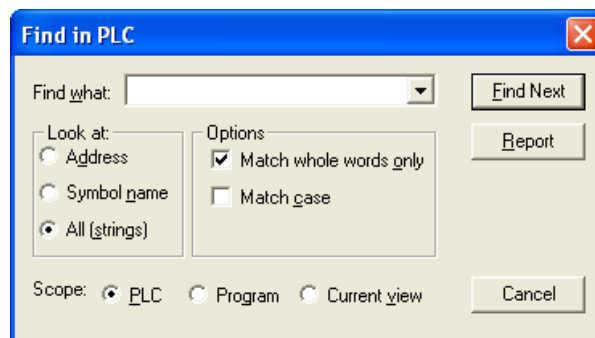 Find in PLC
Find what:
Find Next
Look at:
Options
Report
Address
Match whole words only
Symbol name
Match case
All (strings)
Scope: PLC Program Current view
Cancel